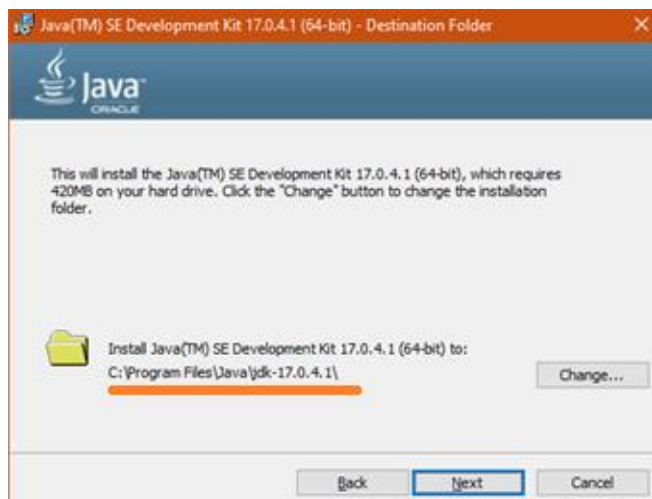 Java(TM) SE Development Kit 17.0.4.1 (64-bit) - Destination Folder
Java
ORACLE
This will install the Java(TM) SE Development Kit 17.0.4.1 (64-bit), which requires
420MB on your hard drive. Click the "Change" button to change the installation
folder.
Install Java(TM) SE Development Kit 17.0.4.1 (64-bit) to:
C:\Program Files\Java\jdk-17.0.4.1\
Change...
Back
Next
Cancel